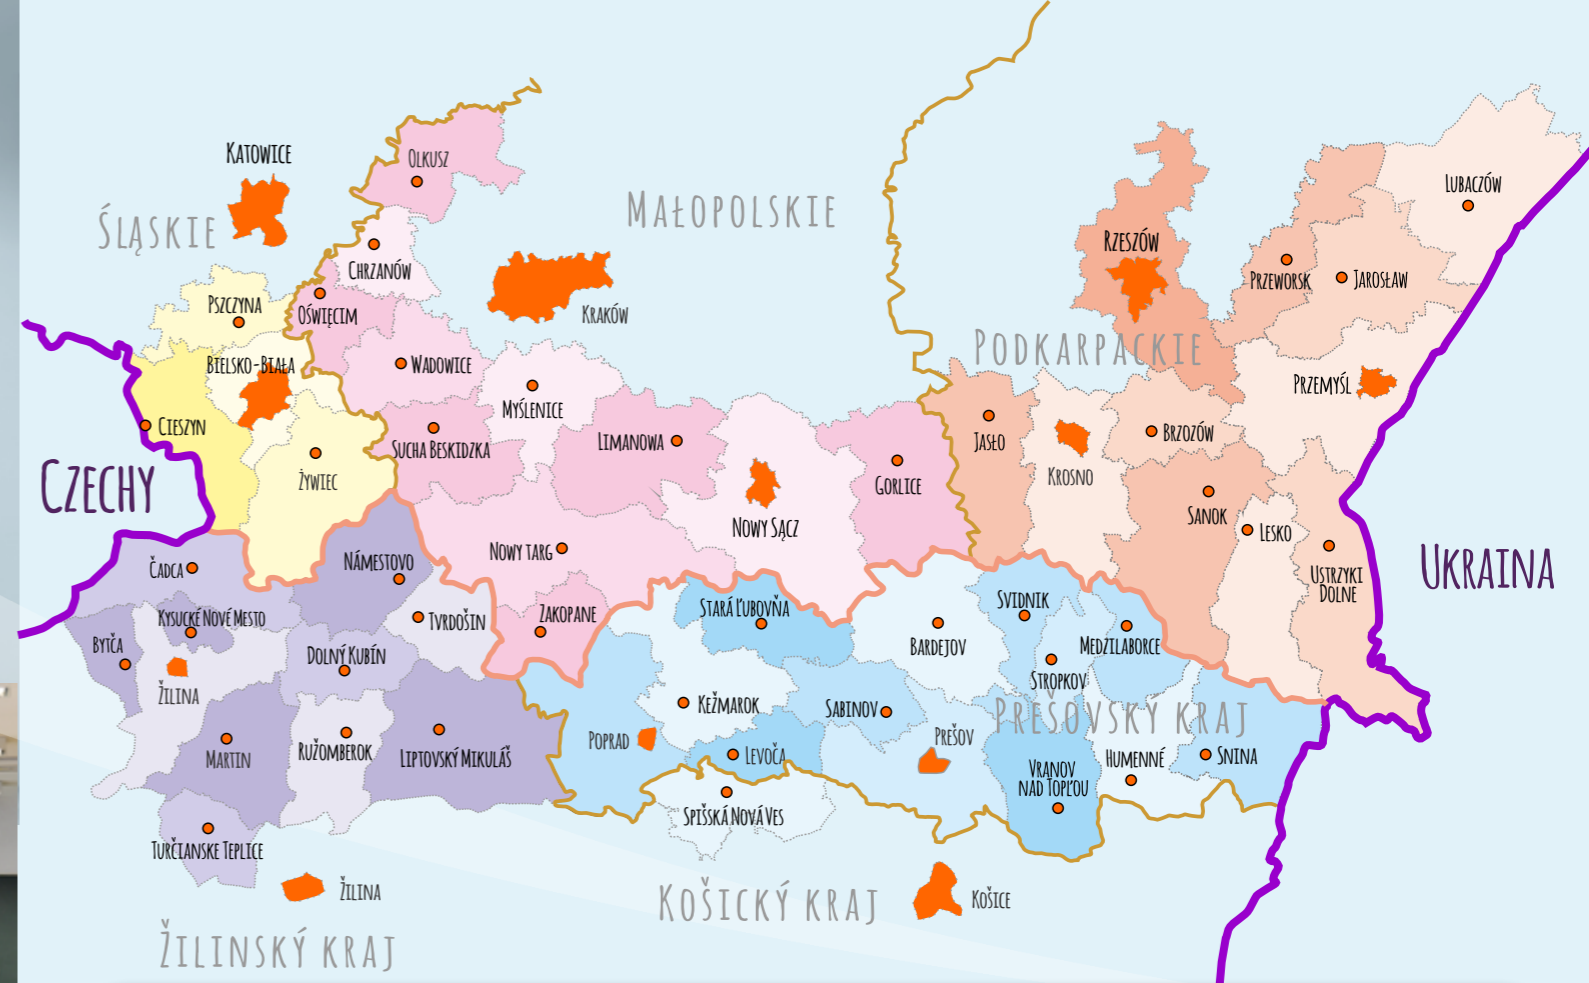 Katowice
Olkusz
Śląskie
Małopolskie
Lubaczów
Rzeszów
Chrzanów
Przeworsk
Jarosław
Pszczyna
Oświęcim
Kraków
Podkarpackie
Bielsko-Biała
Wadowice
Przemyśl
Myślenice
Cieszyn
Sucha Beskidzka
Limanowa
Jasło
Brzozów
Czechy
Żywiec
Gorlice
Krosno
Sanok
Nowy Sącz
Lesko
Nowy Targ
Čadca
Námestovo
Ukraina
Ustrzyki
Dolne
Kysucké Nové Mesto
Tvrdošin
Zakopane
Stará Ľubovňa
Svidnik
Bytča
Dolný Kubín
Bardejov
Medzilaborce
Žilina
Stropkov
Kežmarok
Sabinov
Prešovský kraj
Poprad
Prešov
Martin
Ružomberok
Liptovský Mikuláš
Levoča
Vranov
nad Topľou
Humenné
Snina
Spišská Nová Ves
Turčianske Teplice
Žilina
Košický kraj
Košice
Žilinský kraj